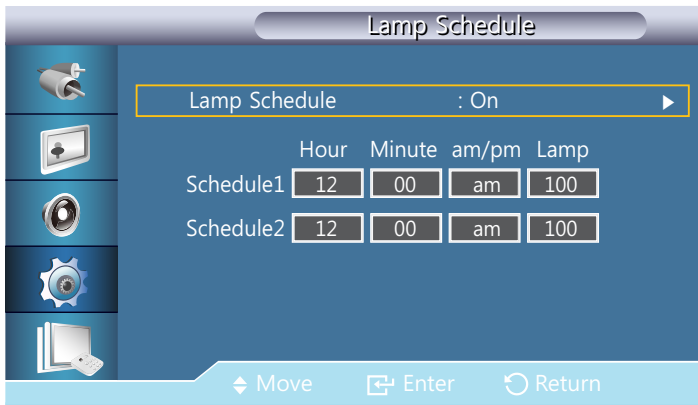 Lamp Schedule
Lamp Schedule : On
Hour Minute am/pm Lamp
Schedule1 12 00 am 100
Schedule2 12 00 am 100
Move Enter Return